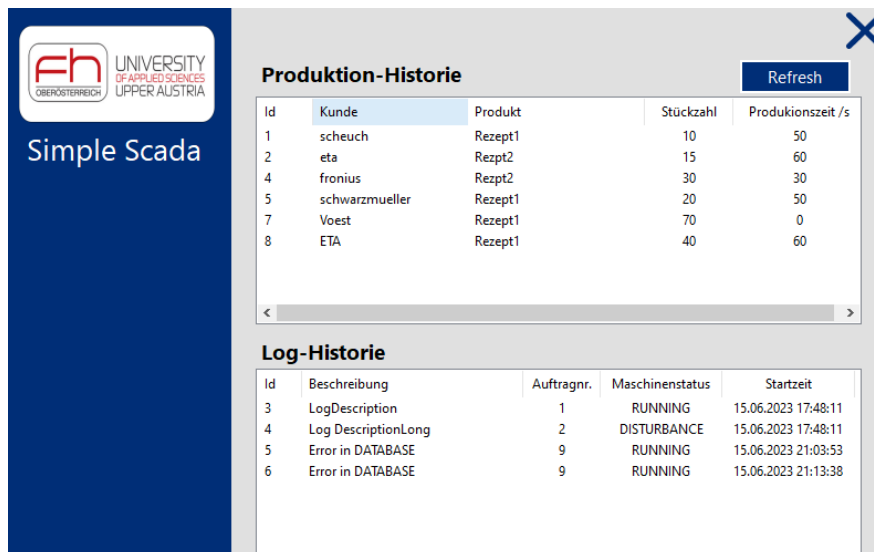 fh
OBERÖSTERREICH
UNIVERSITY
OF APPLIED SCIENCES
UPPER AUSTRIA
Simple Scada
Produktion-Historie
Refresh
Id Kunde Produkt Stückzahl Produkionszeit /s
1 scheuch Rezept1 10 50
2 eta Rezpt2 15 60
4 fronius Rezpt2 30 30
5 schwarzmueller Rezept1 20 50
7 Voest Rezept1 70 0
8 ETA Rezept1 40 60
Log-Historie
Id Beschreibung Auftragnr. Maschinenstatus Startzeit
3 LogDescription 1 RUNNING 15.06.2023 17:48:11
4 Log DescriptionLong 2 DISTURBANCE 15.06.2023 17:48:11
5 Error in DATABASE 9 RUNNING 15.06.2023 21:03:53
6 Error in DATABASE 9 RUNNING 15.06.2023 21:13:38